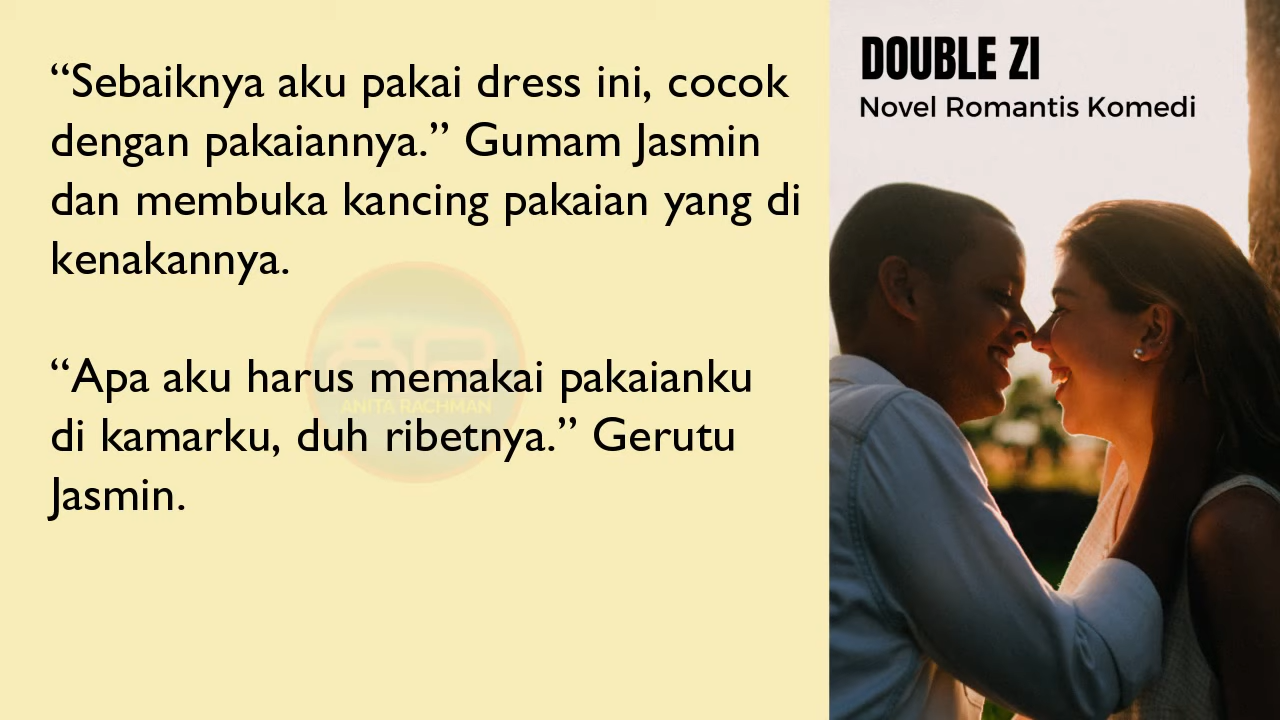 “Sebaiknya aku pakai dress ini, cocok
dengan pakaiannya.” Gumam Jasmin
dan membuka kancing pakaian yang di
kenakannya.
“Apa aku harus memakai pakaianku
di kamarku, duh ribetnya.” Gerutu
Jasmin.
ANITA RACHMAN
DOUBLE ZI
Novel Romantis Komedi